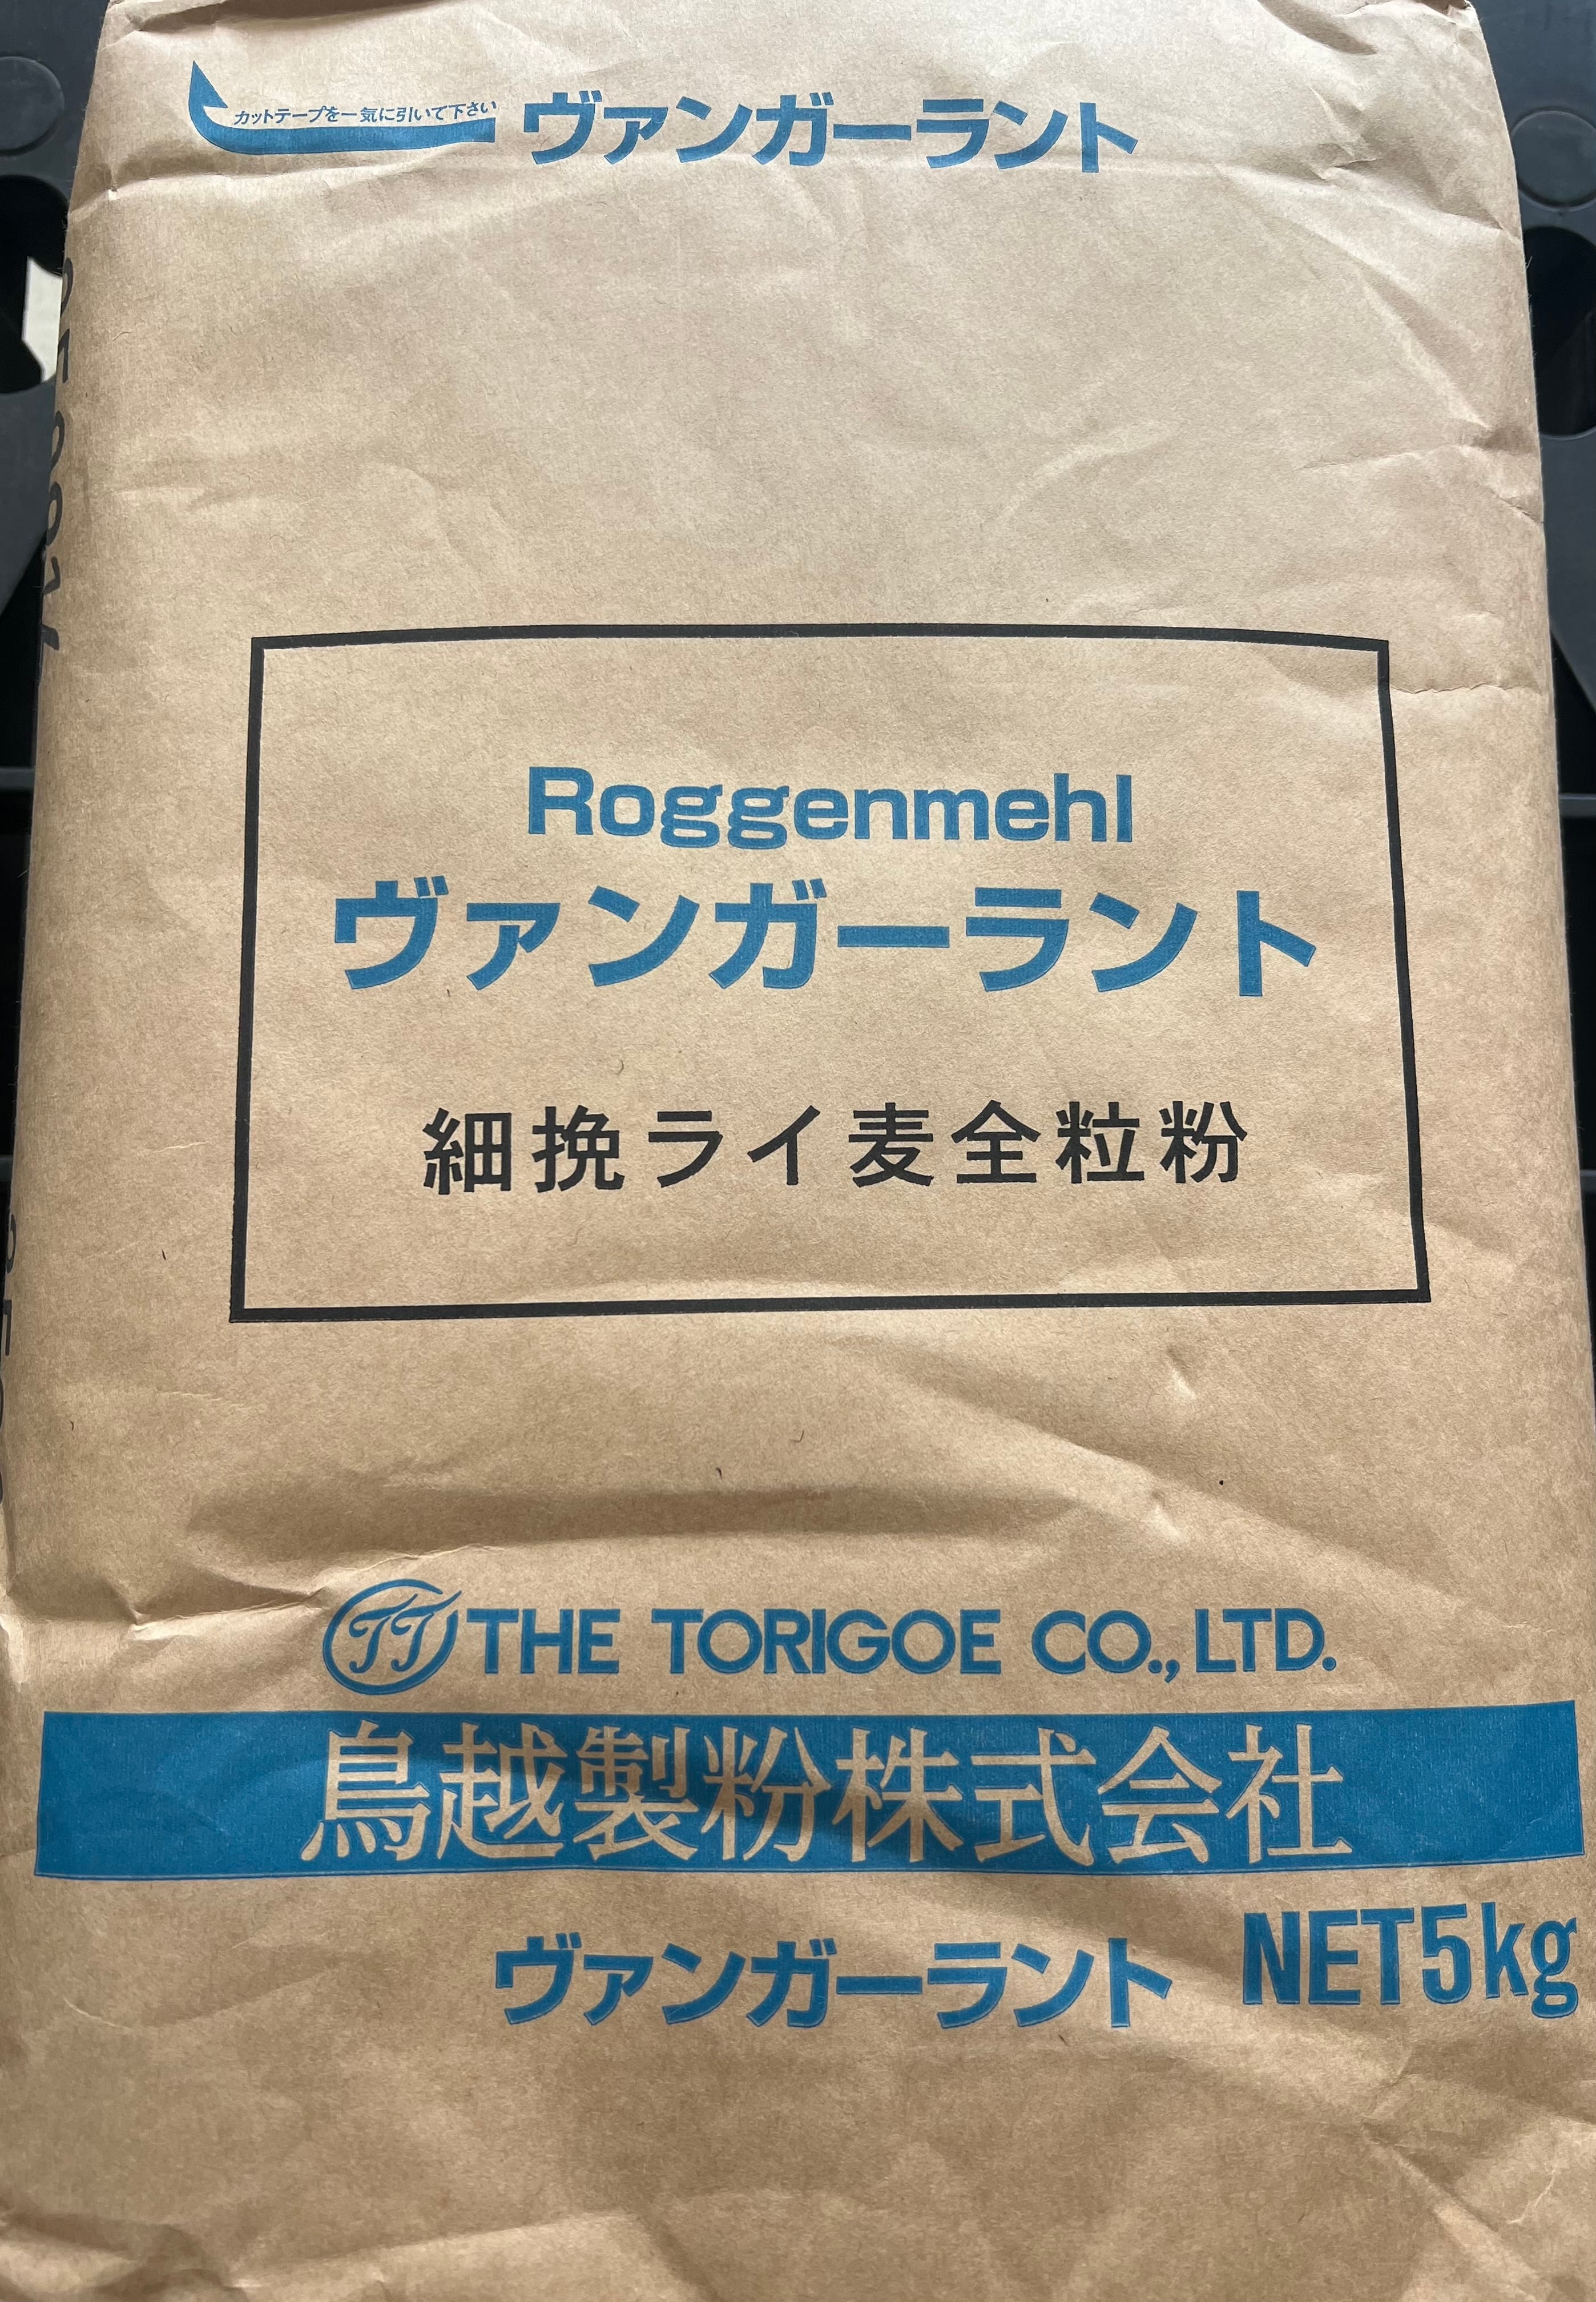 カットテープを一気に引いて下さい
ヴァンガーラント
Roggenmehl
ヴァンガーラント
細挽ライ麦全粒粉
THE TORIGOE CO., LTD.
鳥越製粉株式会社
ヴァンガーラント NET5kg